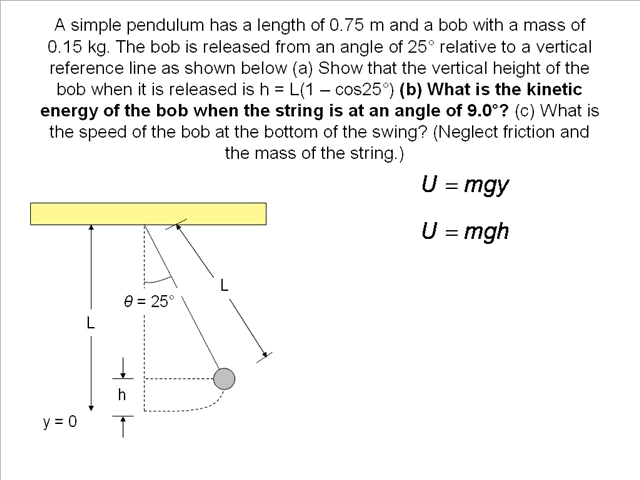 A simple pendulum has a length of 0.75 m and a bob with a mass of
0.15 kg. The bob is released from an angle of 25° relative to a vertical
reference line as shown below (a) Show that the vertical height of the
bob when it is released is h = L(1 – cos25°) (b) What is the kinetic
energy of the bob when the string is at an angle of 9.0°? (c) What is
the speed of the bob at the bottom of the swing? (Neglect friction and
the mass of the string.)
U = mgy
U = mgh
L
θ = 25°
L
h
y = 0